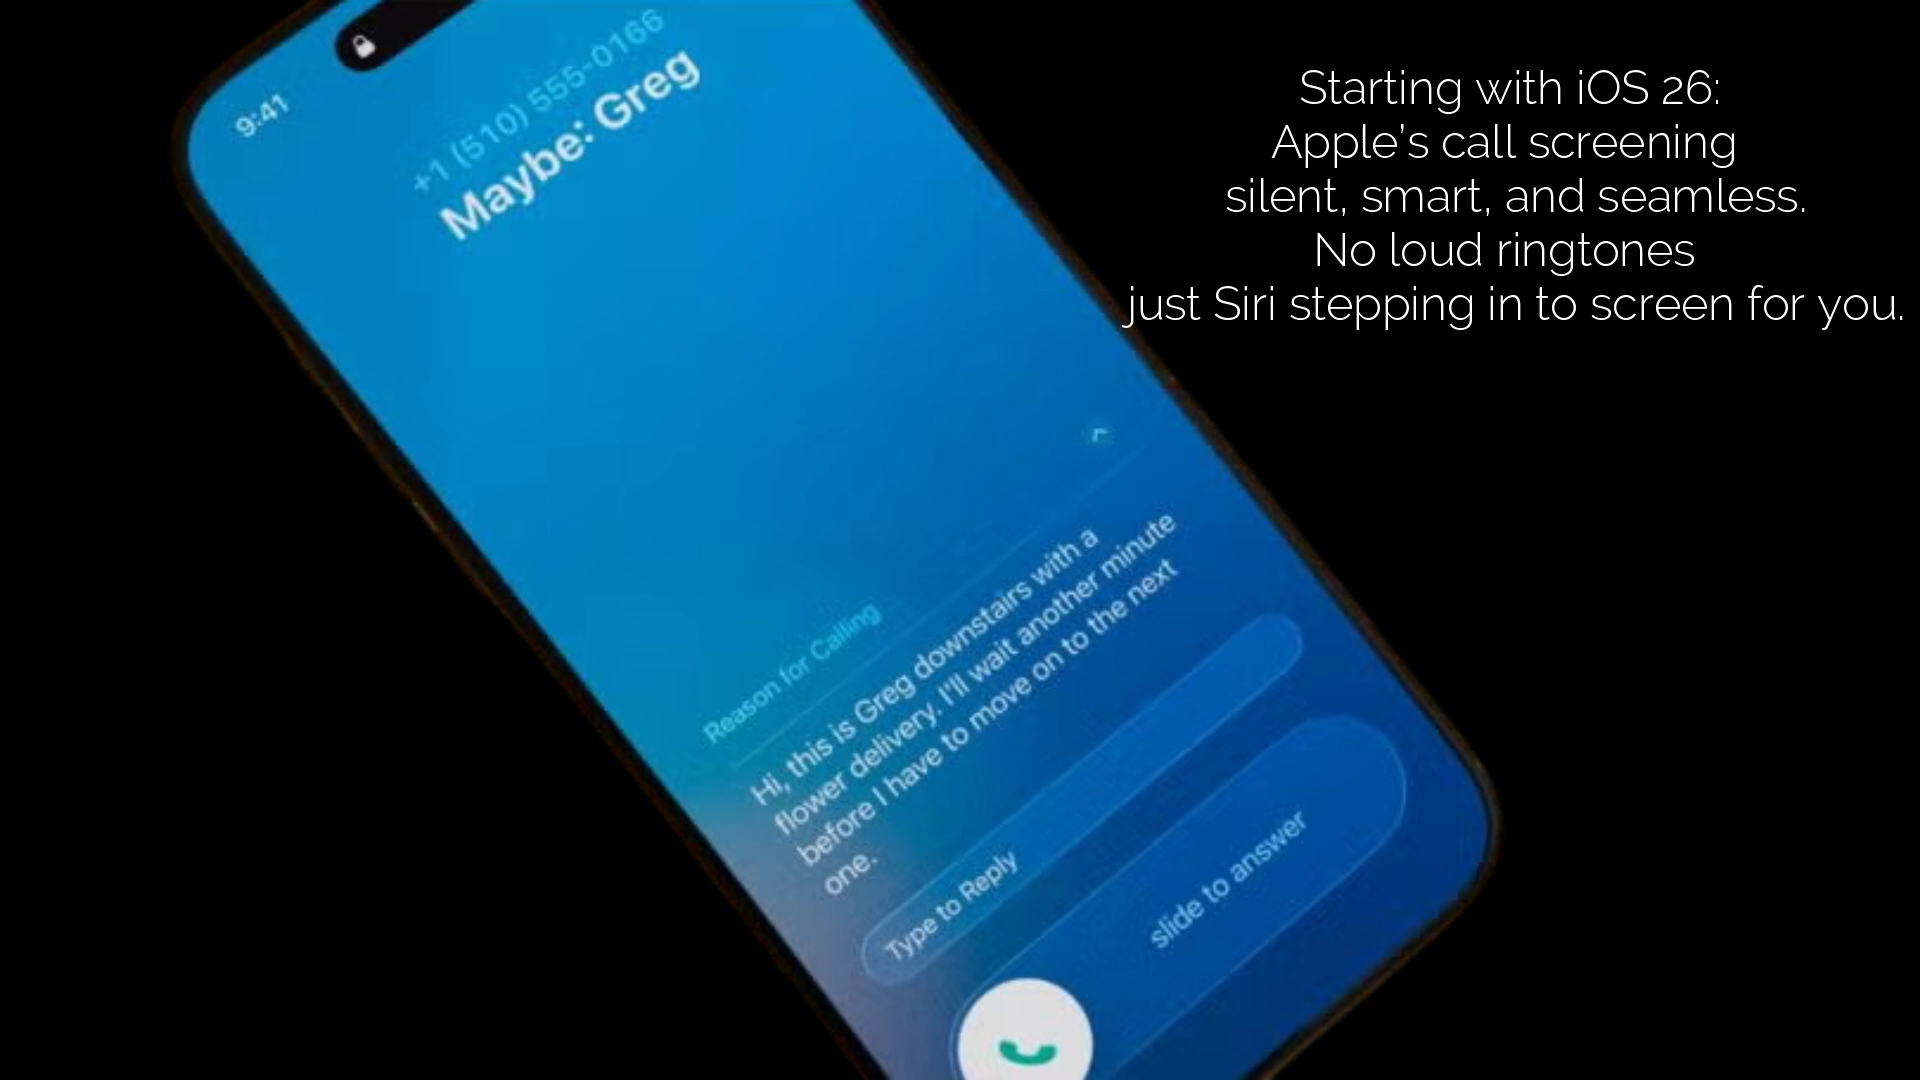 9:41
+1 (510) 555-0166
Maybe: Greg
Reason for Calling
Hi, this is Greg downstairs with a
flower delivery. I'll wait another minute
before I have to move on to the next
one.
Type to Reply
slide to answer
Starting with iOS 26:
Apple’s call screening
silent, smart, and seamless.
No loud ringtones
just Siri stepping in to screen for you.